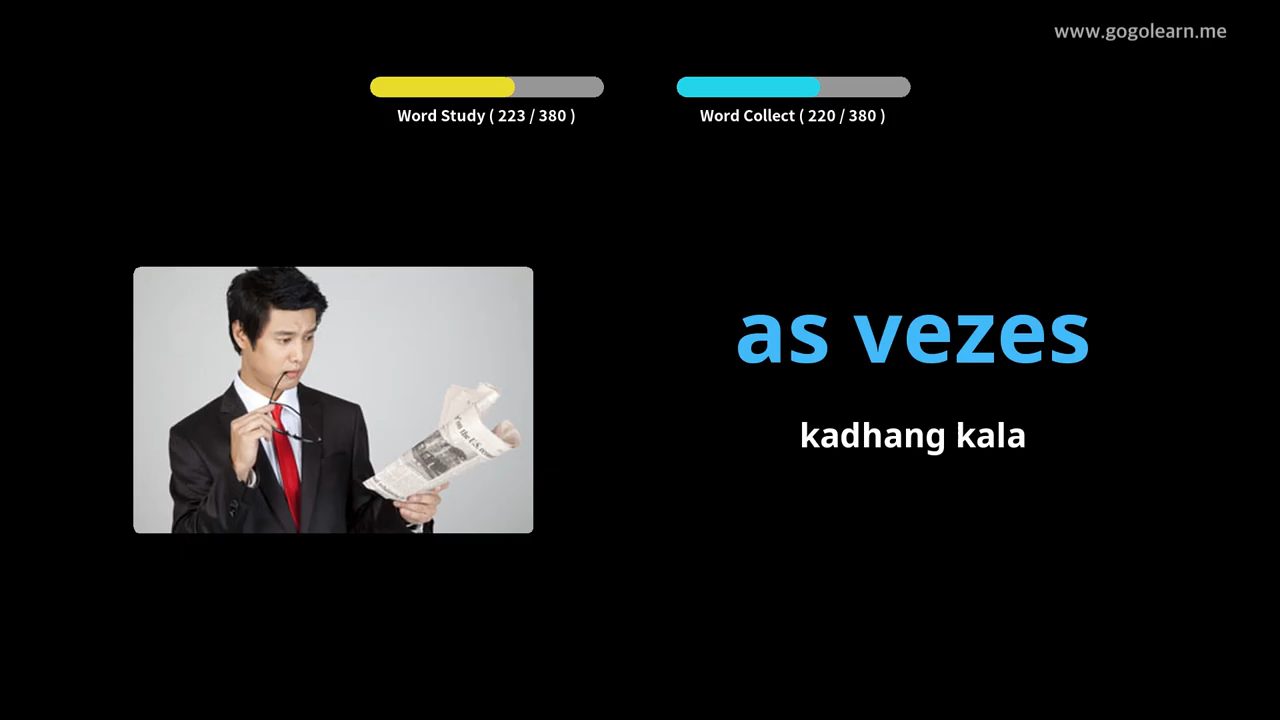 www.gogolearn.me
Word Study ( 223 / 380 )
Word Collect ( 220 / 380 )
as vezes
kadhang kala